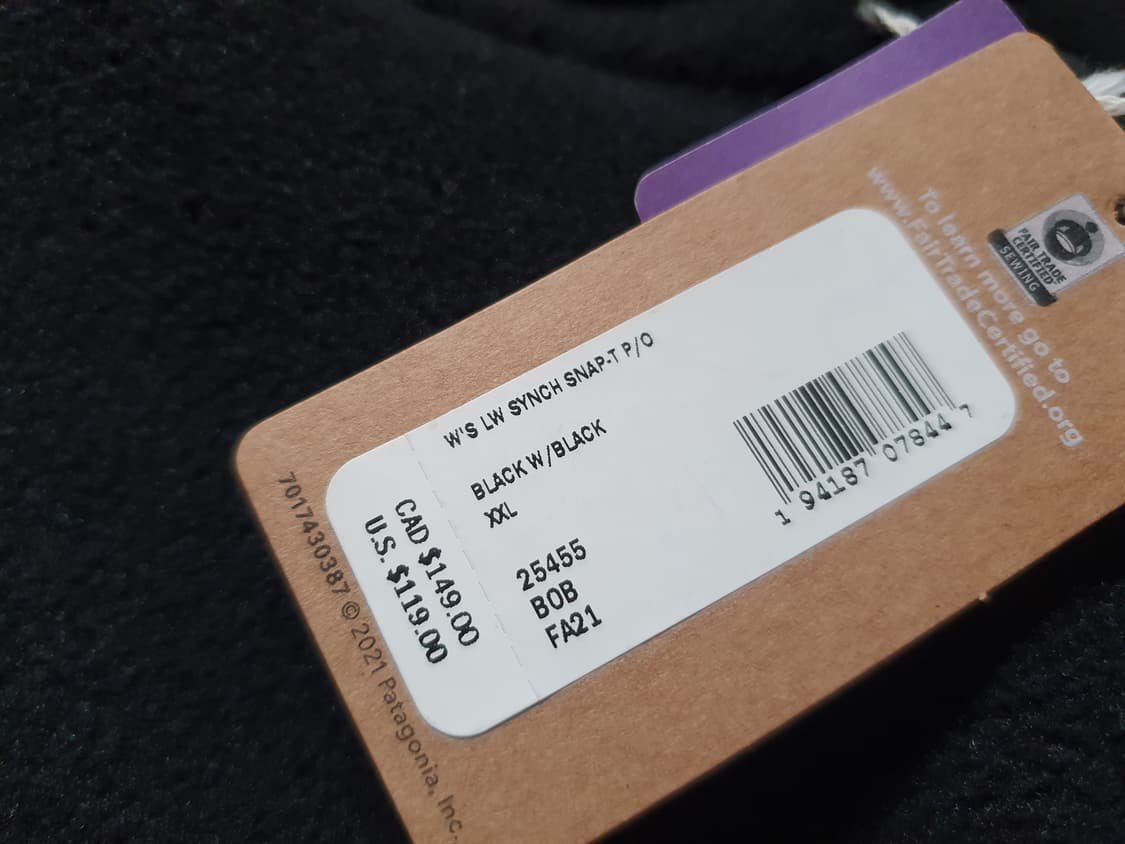 W'S LW SYNCH SNAP-T P/O
BLACK W/BLACK
XXL
25455
BOB
FA21
1 94187 07844 7
CAD $149.00
U.S. $119.00
7017430387 © 2021 Patagonia, Inc.
To learn more go to
www.FairTradeCertified.org
FAIR TRADE
CERTIFIED
SEWING